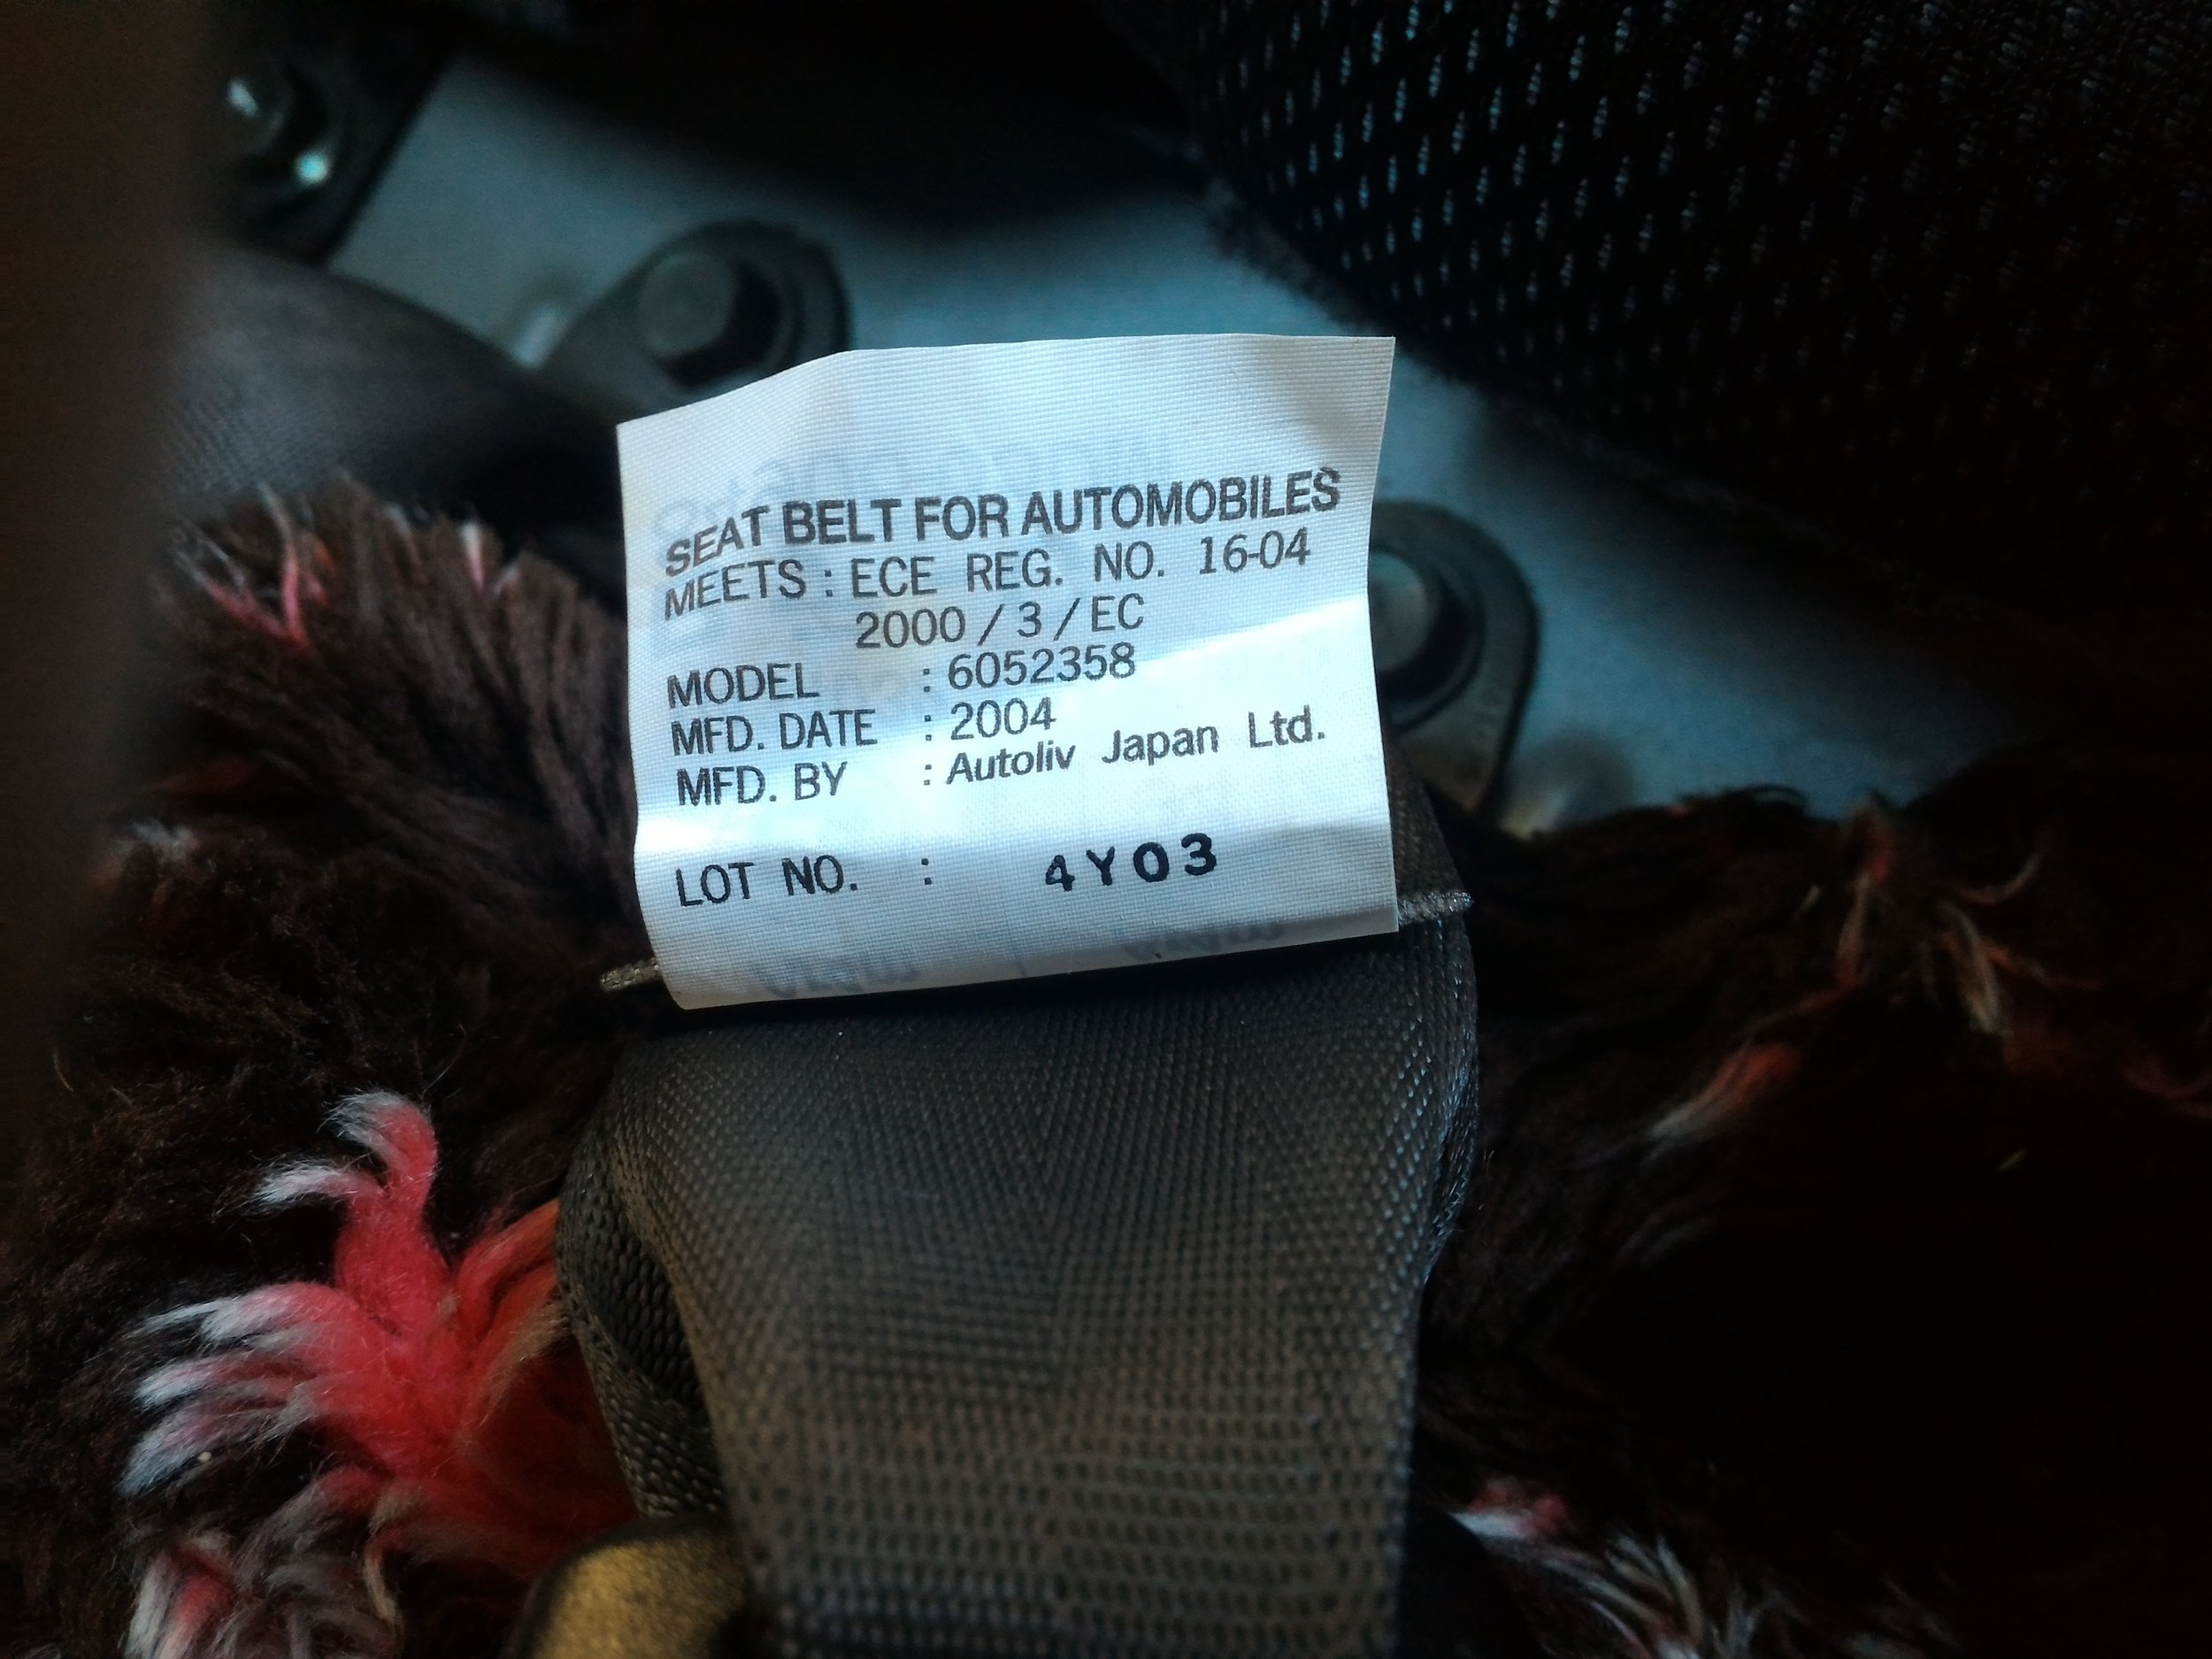 SEAT BELT FOR AUTOMOBILES
MEETS : ECE REG. NO. 16-04
2000 / 3 / EC
MODEL : 6052358
MFD. DATE : 2004
MFD. BY : Autoliv Japan Ltd.
LOT NO. : 4Y03